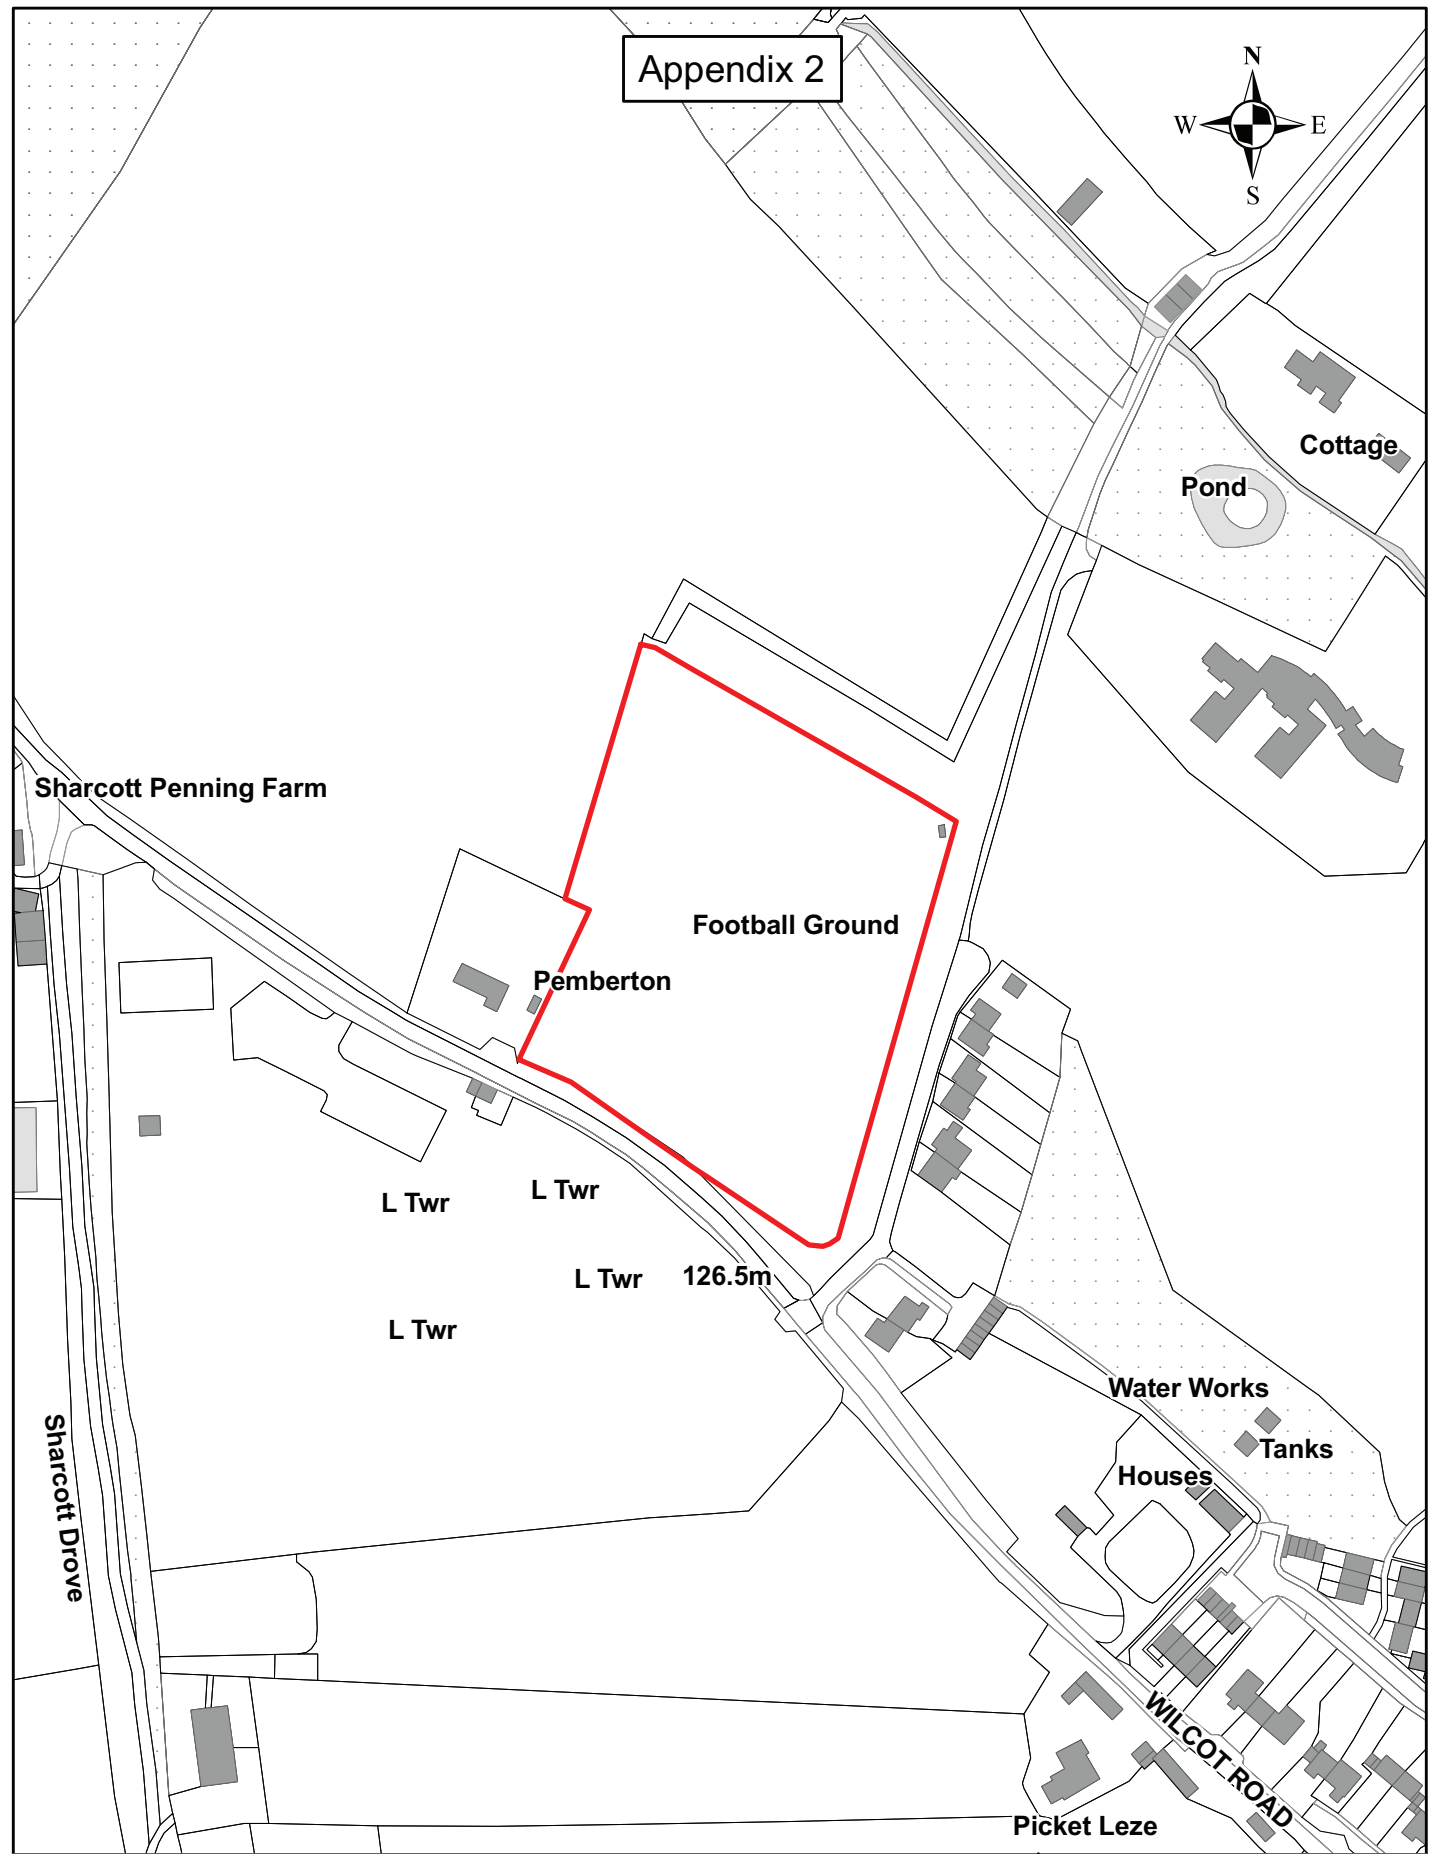 Appendix 2
N
W
E
S
Cottage
Pond
Sharcott Penning Farm
Football Ground
Pemberton
L Twr
L Twr
L Twr
126.5m
L Twr
Water Works
Tanks
Houses
Sharcott Drove
WILCOT ROAD
Picket Leze